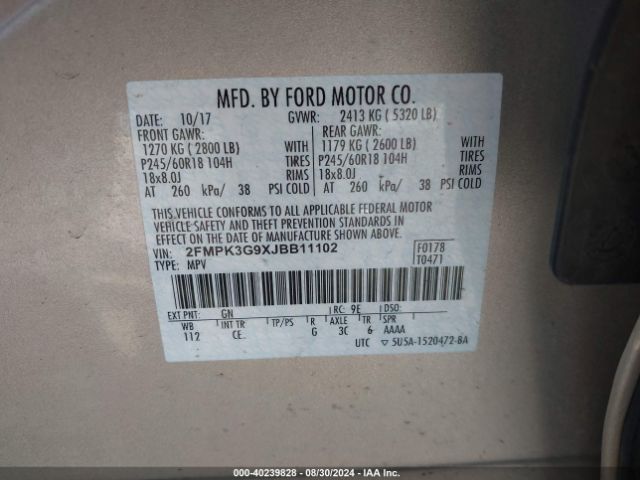 MFD. BY FORD MOTOR CO.
DATE: 10/17 GVWR: 2413 KG ( 5320 LB)
FRONT GAWR: REAR GAWR:
1270 KG ( 2800 LB) WITH 1179 KG ( 2600 LB) WITH
P245/60R18 104H TIRES P245/60R18 104H TIRES
18x8.0J RIMS 18x8.0J RIMS
AT 260 kPa/ 38 PSI COLD AT 260 kPa/ 38 PSI COLD
THIS VEHICLE CONFORMS TO ALL APPLICABLE FEDERAL MOTOR
VEHICLE SAFETY AND THEFT PREVENTION STANDARDS IN
EFFECT ON THE DATE OF MANUFACTURE SHOWN ABOVE.
VIN: 2FMPK3G9XJBB11102 F0178
TYPE: MPV T0471
EXT PNT: GN RC: 9E DSO:
WB INT TR TP/PS R AXLE TR SPR
112 CE G 3C 6 AAAA
UTC ▽ 5U5A-1520472-BA
000-40239828 - 08/30/2024 - IAA Inc.